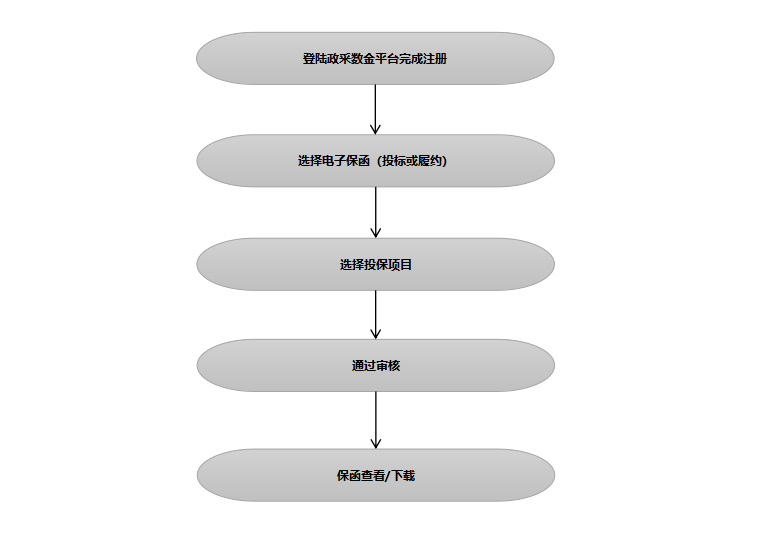 登陆政采数金平台完成注册
选择电子保函（投标或履约）
选择投保项目
通过审核
保函查看/下载